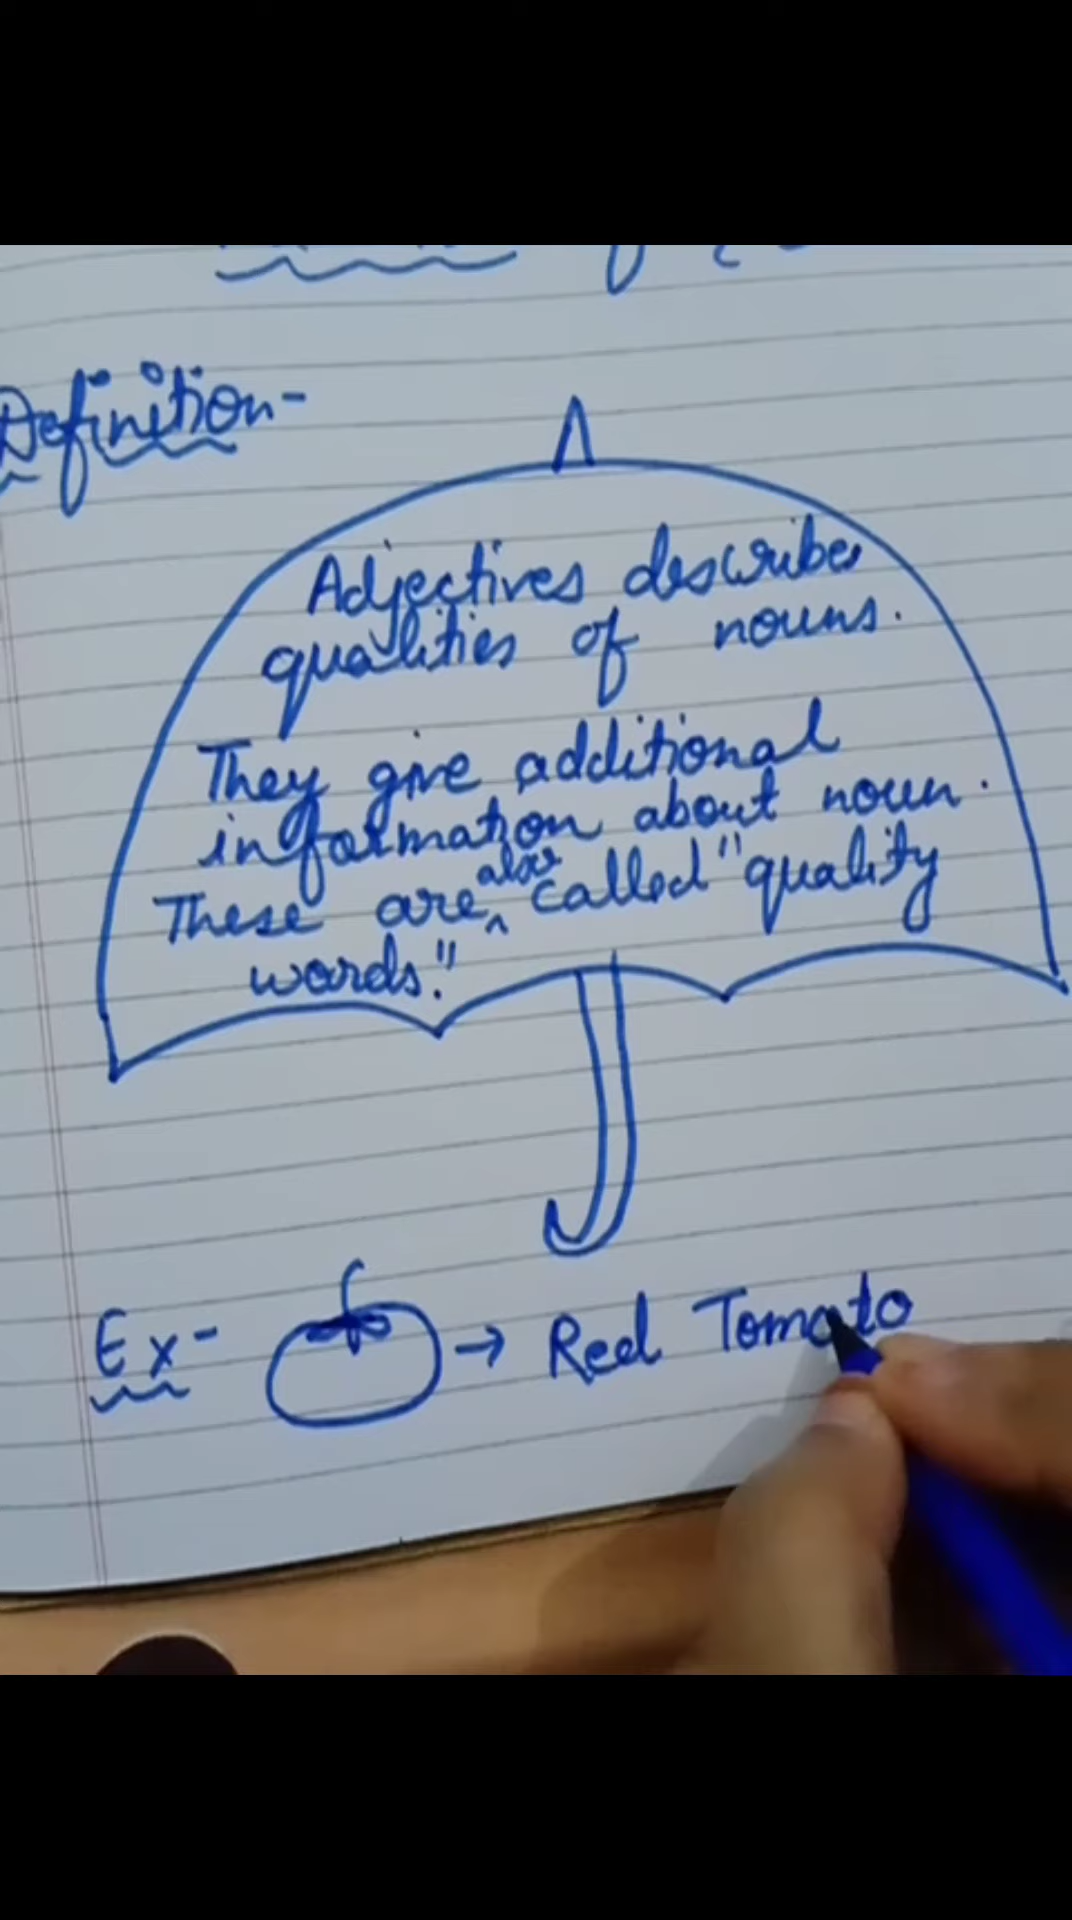 Definition-
Adjectives describes
qualities of nouns.
They give additional
information about noun.
These are also called "quality
words."
Ex- → Red Tomato